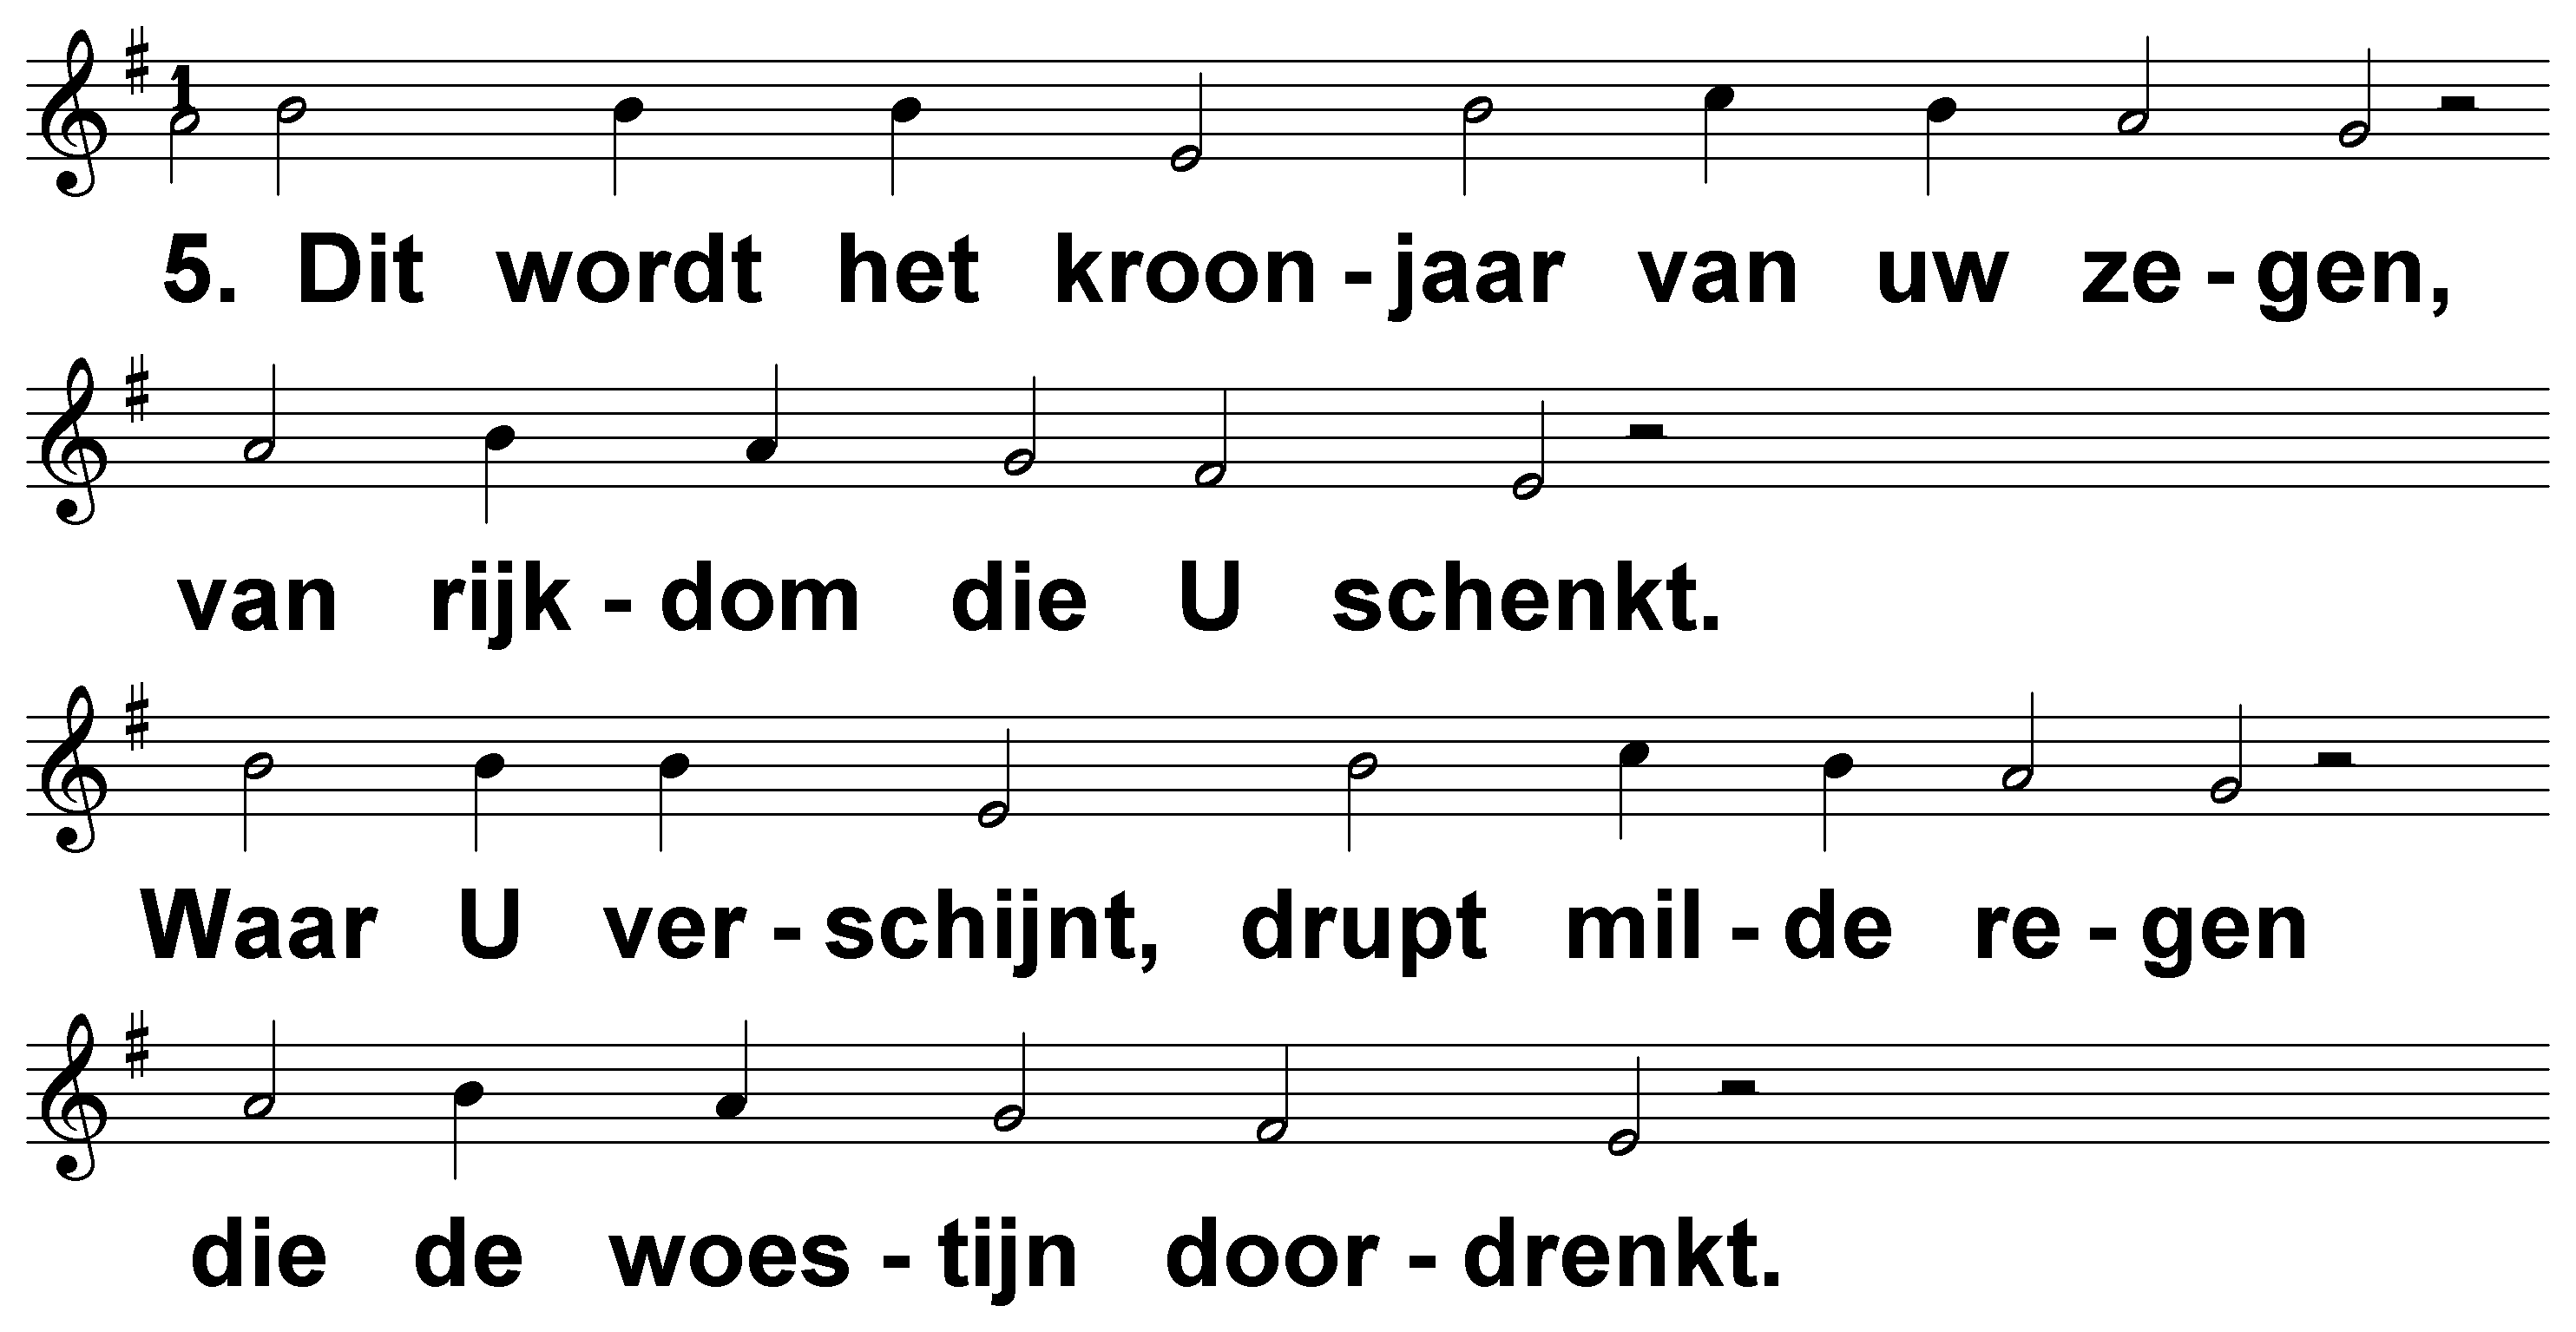 1
5. Dit wordt het kroon - jaar van uw ze - gen,
van rijk - dom die U schenkt.
Waar U ver - schijnt, drupt mil - de re - gen
die de woes - tijn door - drenkt.